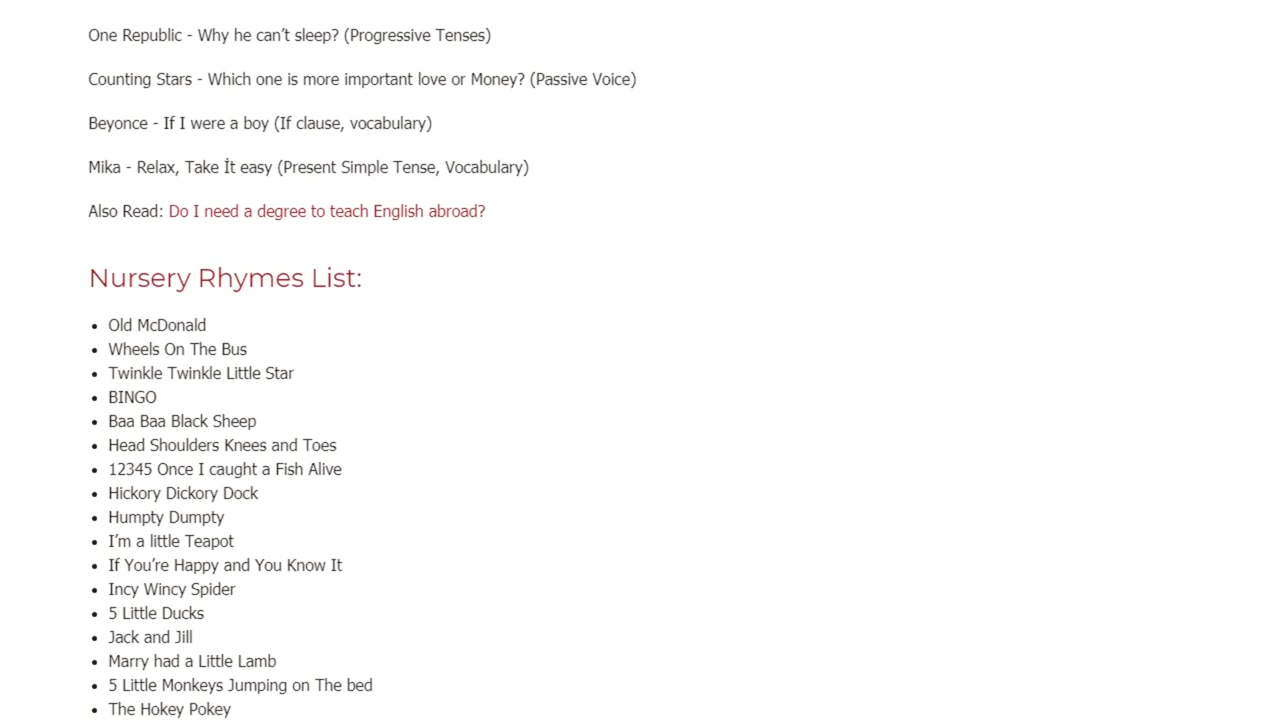 One Republic - Why he can’t sleep? (Progressive Tenses)
Counting Stars - Which one is more important love or Money? (Passive Voice)
Beyonce - If I were a boy (If clause, vocabulary)
Mika - Relax, Take İt easy (Present Simple Tense, Vocabulary)
Also Read: Do I need a degree to teach English abroad?
Nursery Rhymes List:
• Old McDonald
• Wheels On The Bus
• Twinkle Twinkle Little Star
• BINGO
• Baa Baa Black Sheep
• Head Shoulders Knees and Toes
• 12345 Once I caught a Fish Alive
• Hickory Dickory Dock
• Humpty Dumpty
• I’m a little Teapot
• If You’re Happy and You Know It
• Incy Wincy Spider
• 5 Little Ducks
• Jack and Jill
• Marry had a Little Lamb
• 5 Little Monkeys Jumping on The bed
• The Hokey Pokey